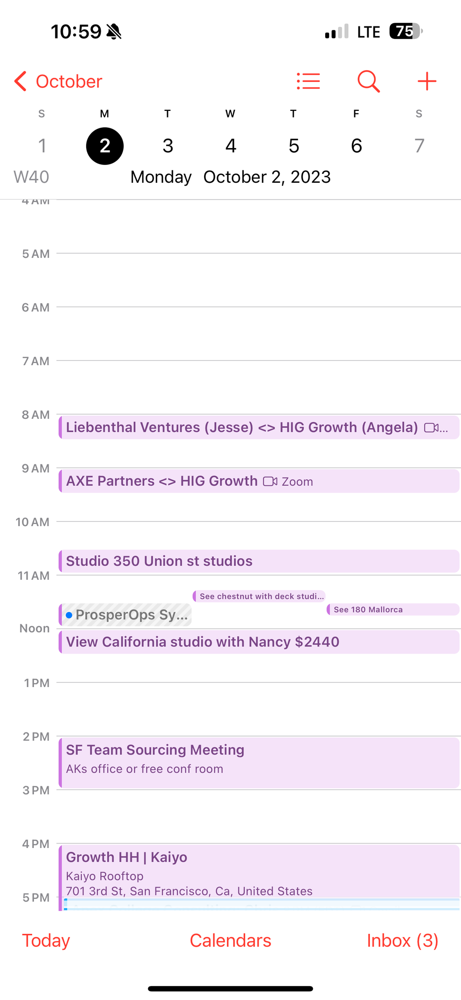 10:59
LTE 75
October
S M T W T F S
1 2 3 4 5 6 7
W40 Monday October 2, 2023
4 AM
5 AM
6 AM
7 AM
8 AM
Liebenthal Ventures (Jesse) <> HIG Growth (Angela) ...
9 AM
AXE Partners <> HIG Growth Zoom
10 AM
Studio 350 Union st studios
11 AM
See chestnut with deck studi...
See 180 Mallorca
ProsperOps Sy...
Noon
View California studio with Nancy $2440
1 PM
2 PM
SF Team Sourcing Meeting
AKs office or free conf room
3 PM
4 PM
Growth HH | Kaiyo
Kaiyo Rooftop
701 3rd St, San Francisco, Ca, United States
5 PM
Today Calendars Inbox (3)